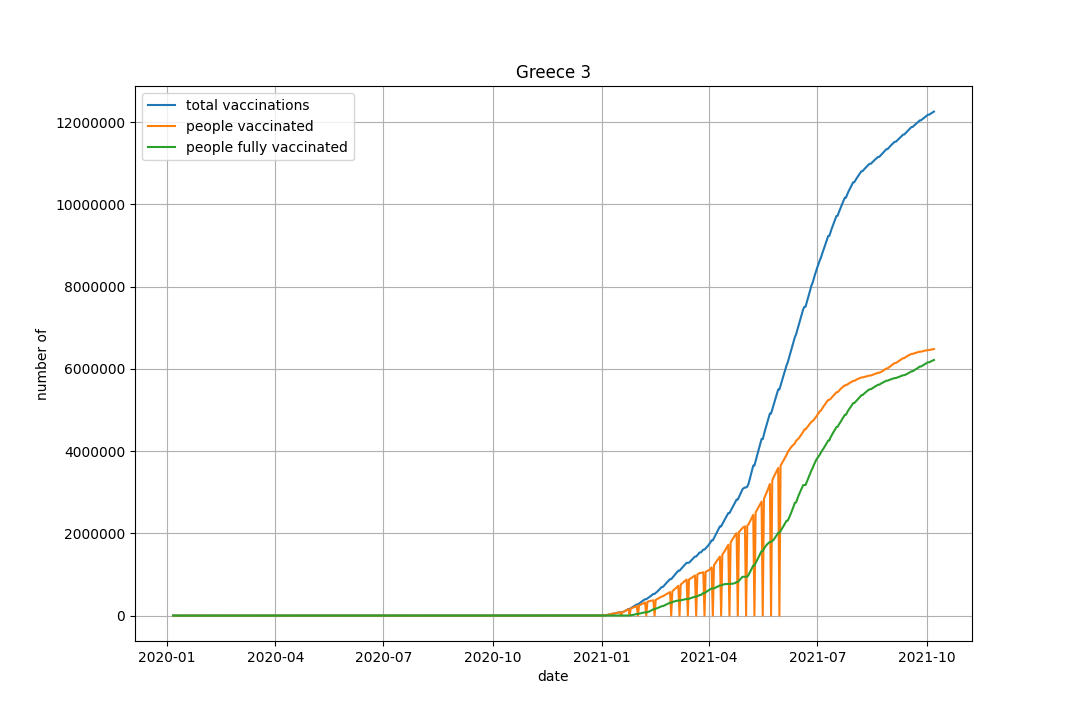 Greece 3
total vaccinations
people vaccinated
people fully vaccinated
12000000
10000000
8000000
6000000
4000000
2000000
0
number of
2020-01 2020-04 2020-07 2020-10 2021-01 2021-04 2021-07 2021-10
date